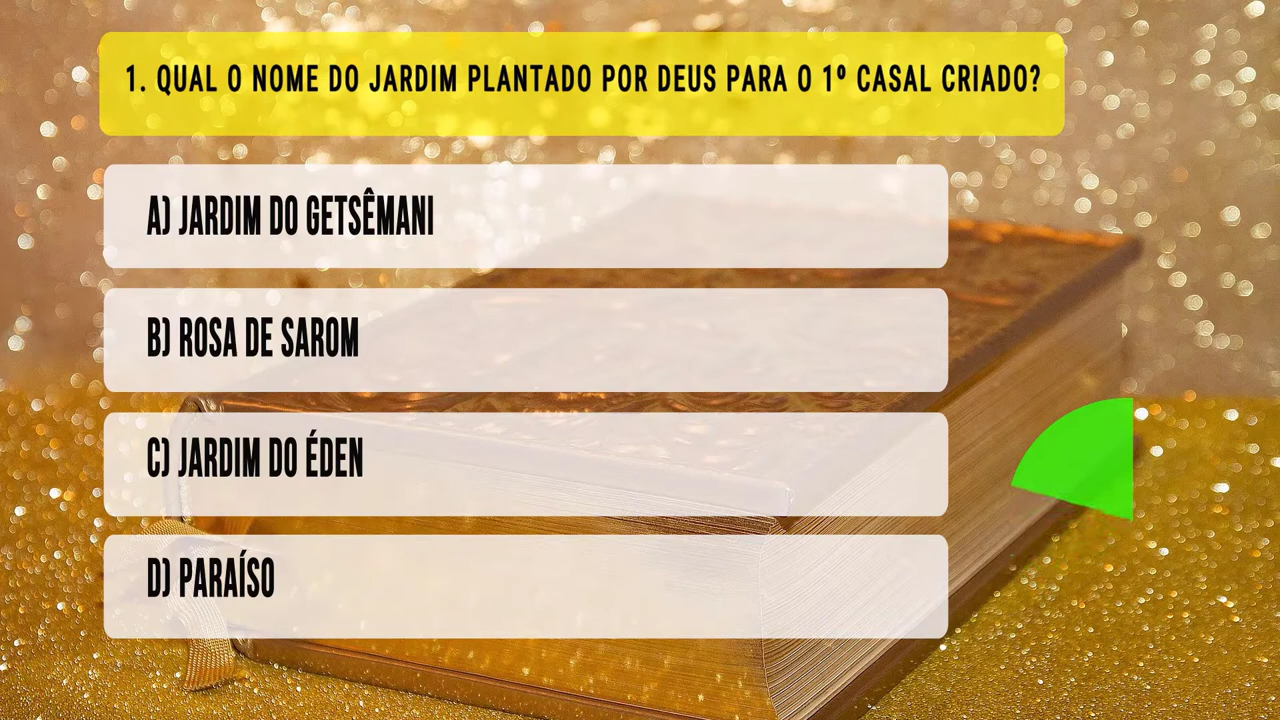 1. QUAL O NOME DO JARDIM PLANTADO POR DEUS PARA O 1º CASAL CRIADO?
A) JARDIM DO GETSÊMANI
B) ROSA DE SAROM
C) JARDIM DO ÉDEN
D) PARAÍSO